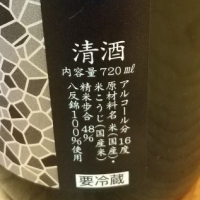 清酒
内容量720ml
アルコール分16度
原材料名 米(国産)、
米こうじ(国産米)
精米歩合 48%
八反錦100%使用
要冷蔵